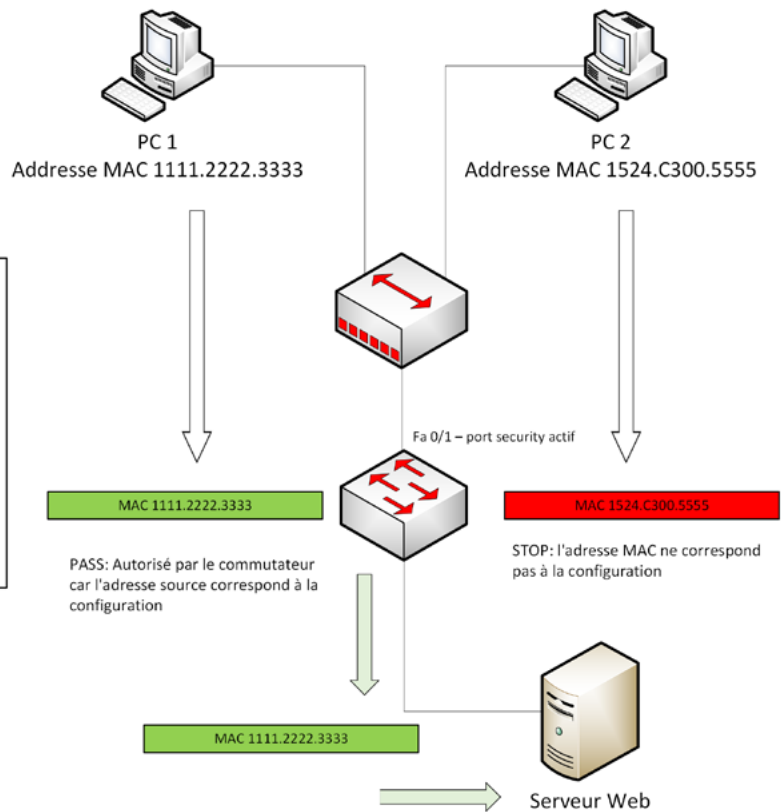 PC 1
Addresse MAC 1111.2222.3333
PC 2
Addresse MAC 1524.C300.5555
Fa 0/1 – port security actif
MAC 1111.2222.3333
MAC 1524.C300.5555
PASS: Autorisé par le commutateur
car l'adresse source correspond à la
configuration
STOP: l'adresse MAC ne correspond
pas à la configuration
MAC 1111.2222.3333
Serveur Web